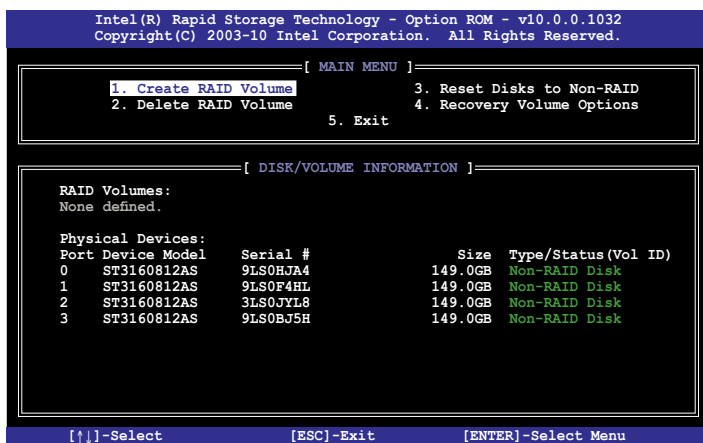 Intel(R) Rapid Storage Technology - Option ROM - v10.0.0.1032
Copyright(C) 2003-10 Intel Corporation. All Rights Reserved.
[ MAIN MENU ]
1. Create RAID Volume 3. Reset Disks to Non-RAID
2. Delete RAID Volume 4. Recovery Volume Options
5. Exit
[ DISK/VOLUME INFORMATION ]
RAID Volumes:
None defined.
Physical Devices:
Port Device Model Serial # Size Type/Status(Vol ID)
0 ST3160812AS 9LS0HJA4 149.0GB Non-RAID Disk
1 ST3160812AS 9LS0F4HL 149.0GB Non-RAID Disk
2 ST3160812AS 3LS0JYL8 149.0GB Non-RAID Disk
3 ST3160812AS 9LS0BJ5H 149.0GB Non-RAID Disk
[↑↓]-Select [ESC]-Exit [ENTER]-Select Menu